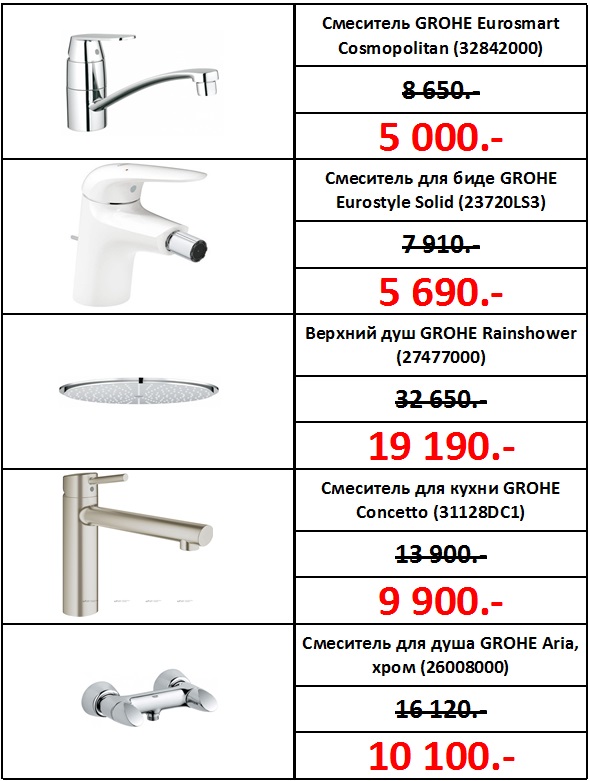 Смеситель GROHE Eurosmart
Cosmopolitan (32842000)
8 650.-
5 000.-
Смеситель для биде GROHE
Eurostyle Solid (23720LS3)
7 910.-
5 690.-
Верхний душ GROHE Rainshower
(27477000)
32 650.-
19 190.-
Смеситель для кухни GROHE
Concetto (31128DC1)
13 900.-
9 900.-
Смеситель для душа GROHE Aria,
хром (26008000)
16 120.-
10 100.-